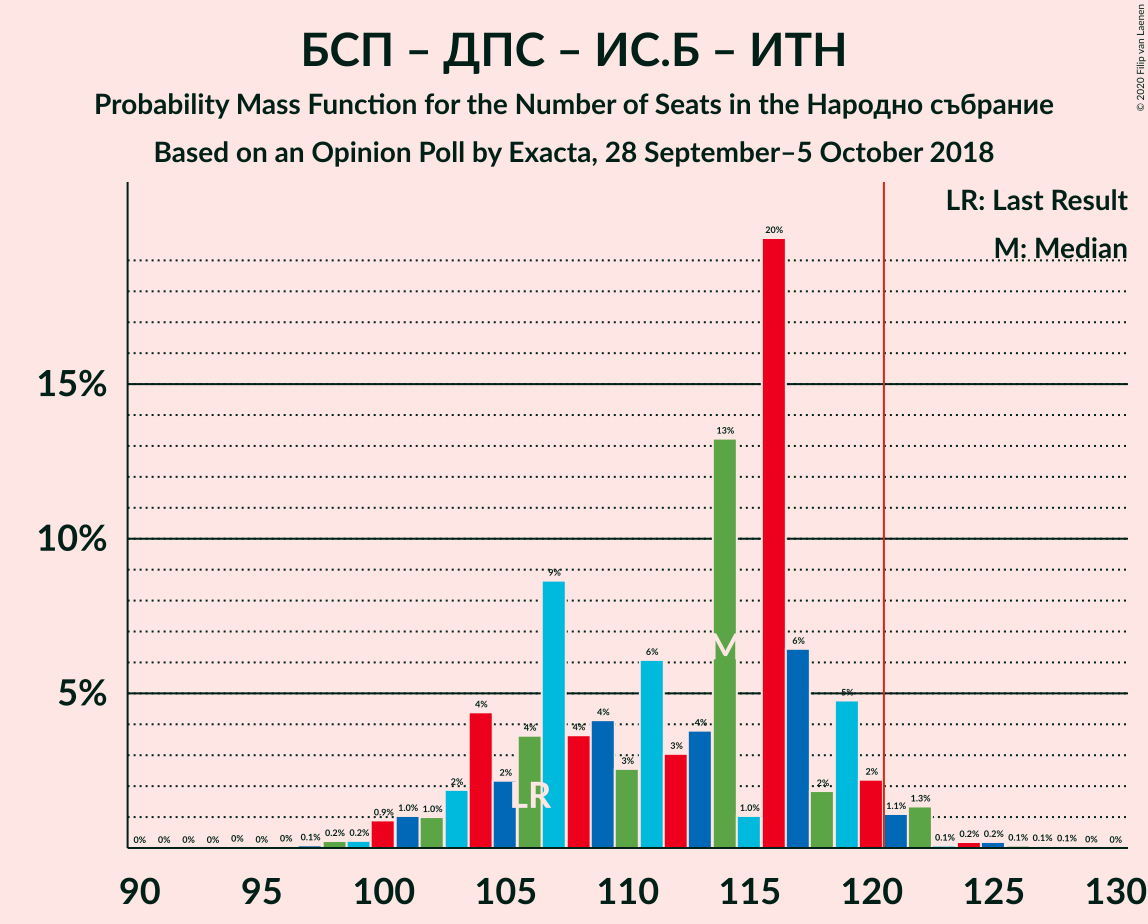 БСП – ДПС – ИС.Б – ИТН
Probability Mass Function for the Number of Seats in the Народно събрание
Based on an Opinion Poll by Exacta, 28 September–5 October 2018
© 2020 Filip van Laenen
LR: Last Result
M: Median
15%
10%
5%
0% 0% 0% 0% 0% 0% 0% 0.1% 0.2% 0.2% 0.9% 1.0% 1.0% 2% 4% 2% 4% 9% 4% 4% 3% 6% 3% 4% 13% 1.0% 20% 6% 2% 5% 2% 1.1% 1.3% 0.1% 0.2% 0.2% 0.1% 0.1% 0.1% 0% 0%
M
LR
90 95 100 105 110 115 120 125 130